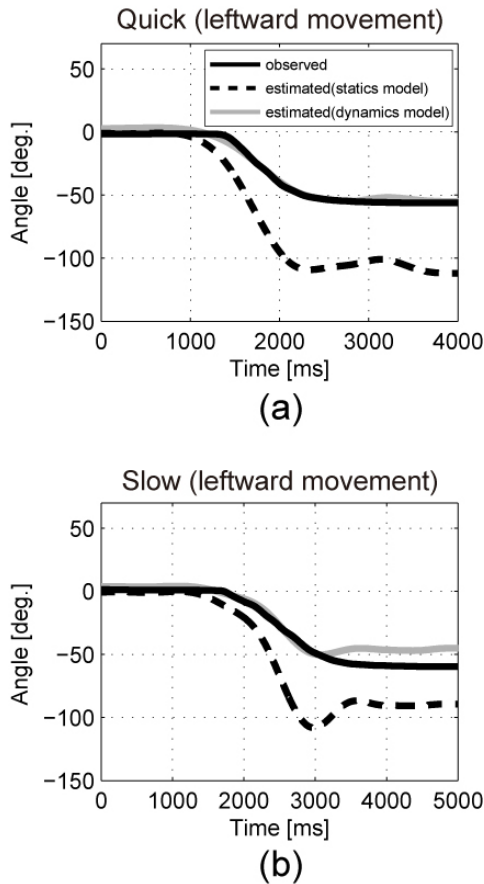 Quick (leftward movement)
50
0
−50
−100
−150
Angle [deg.]
observed
estimated(statics model)
estimated(dynamics model)
0 1000 2000 3000 4000
Time [ms]
(a)
Slow (leftward movement)
50
0
−50
−100
−150
Angle [deg.]
0 1000 2000 3000 4000 5000
Time [ms]
(b)